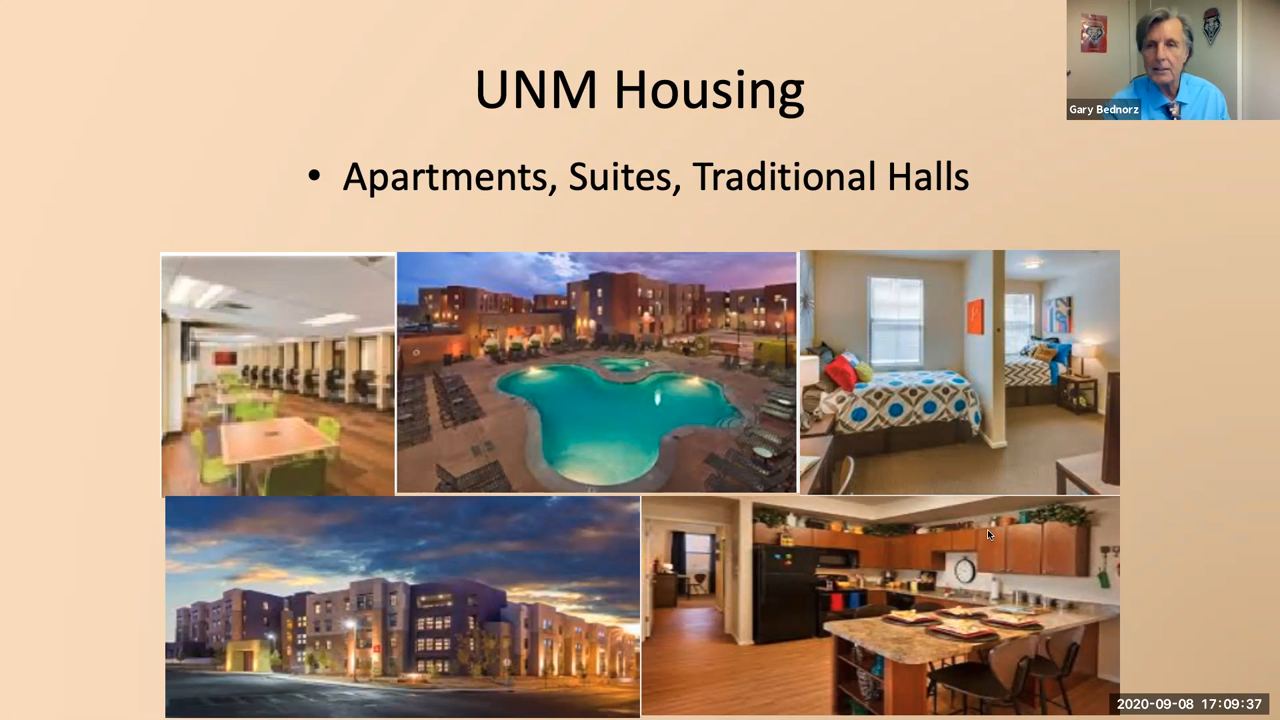 UNM Housing
Gary Bednorz
• Apartments, Suites, Traditional Halls
2020-09-08 17:09:37